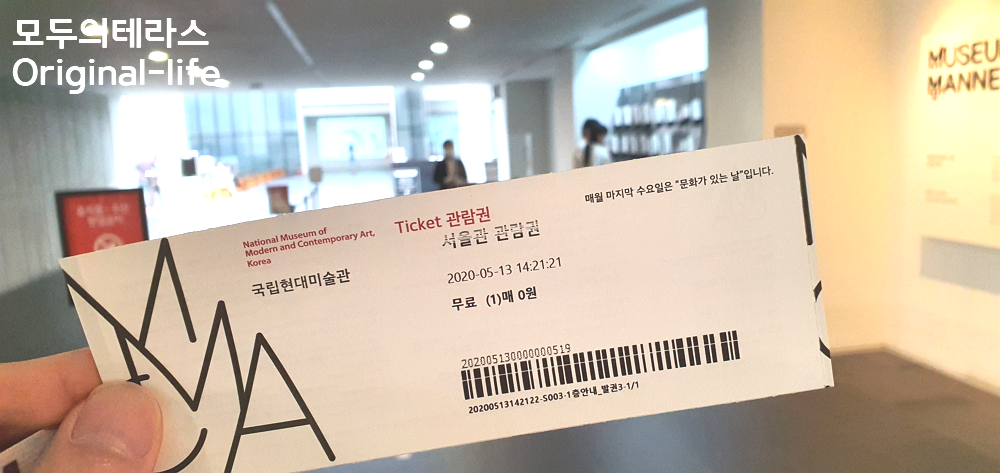 모두의테라스
Original-life
MUSEU
MANNE
매월 마지막 수요일은 "문화가 있는 날"입니다.
National Museum of
Modern and Contemporary Art,
Korea
국립현대미술관
Ticket 관람권
서울관 관람권
2020-05-13 14:21:21
무료 (1)매 0원
202005130000000519
20200513142122-S003-1층안내_발권3-1/1
MMCA